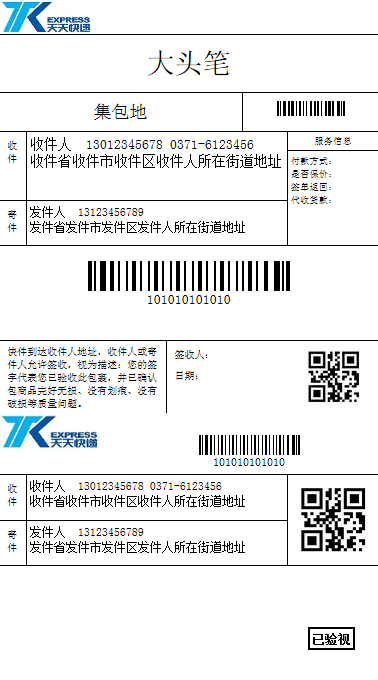 TK EXPRESS
天天快递
大头笔
集包地
收件
收件人 13012345678 0371-6123456
收件省收件市收件区收件人所在街道地址
服务信息
付款方式:
是否保价:
签单返回:
代收货款:
寄件
发件人 13123456789
发件省发件市发件区发件人所在街道地址
101010101010
快件到达收件人地址，收件人或寄
件人允许签收，视为描述：您的签
字代表您已验收此包裹，并已确认
包商品完好无损、没有划痕、没有
破损等质量问题。
签收人:
日期:
TK EXPRESS
天天快递
101010101010
收件
收件人 13012345678 0371-6123456
收件省收件市收件区收件人所在街道地址
寄件
发件人 13123456789
发件省发件市发件区发件人所在街道地址
已验视